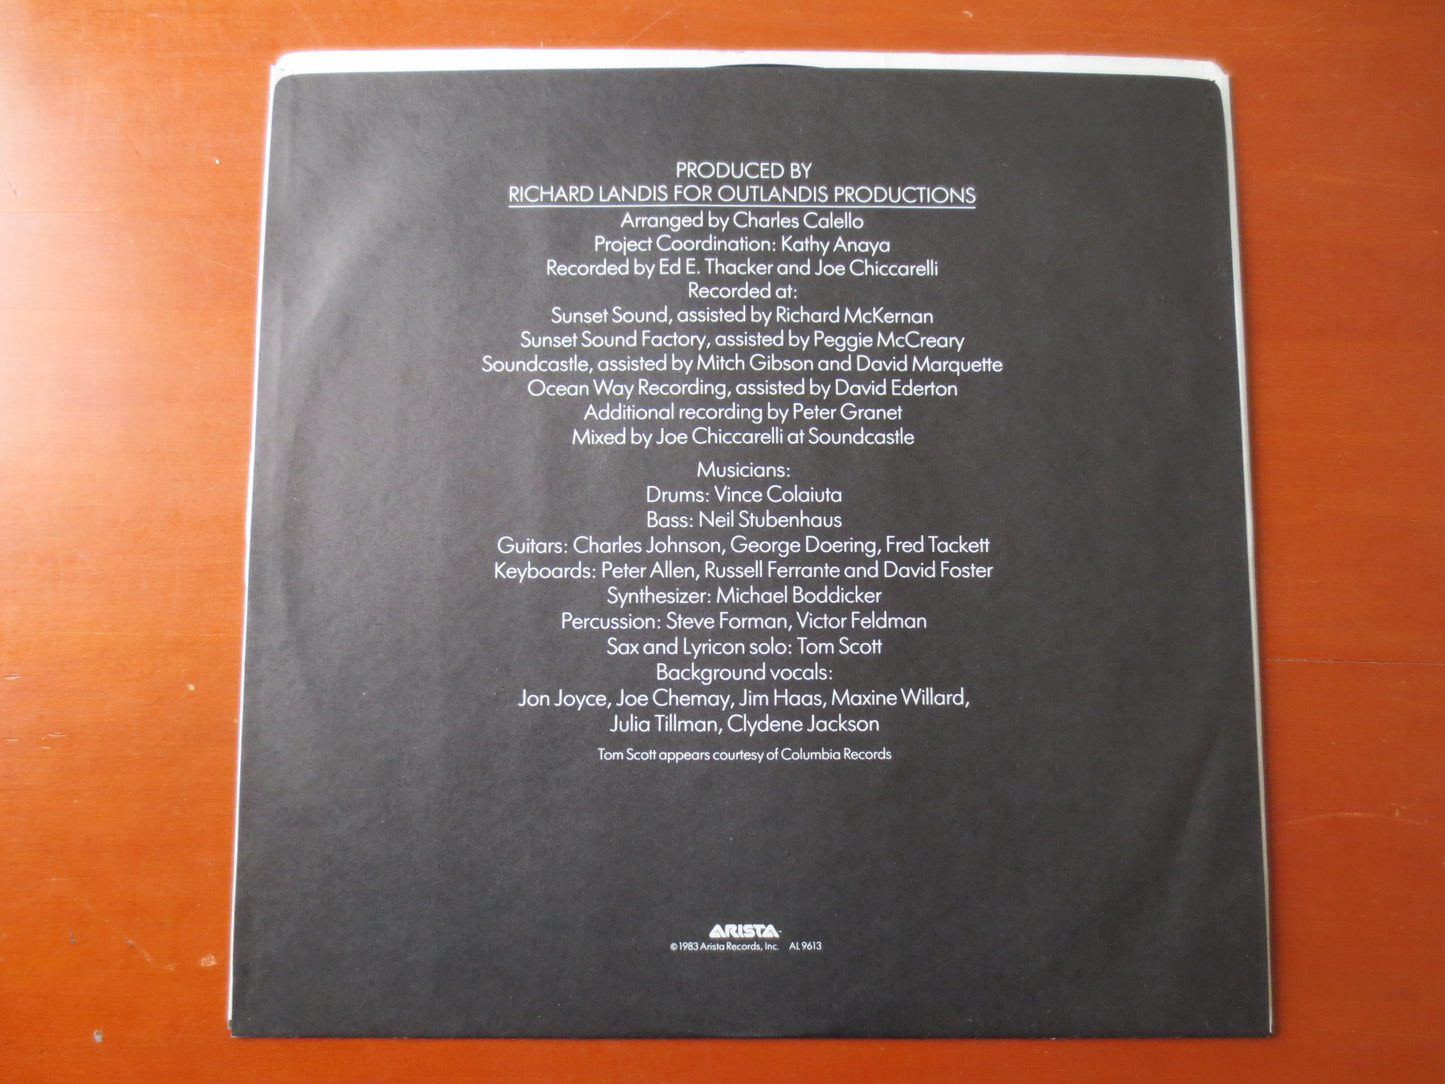 PRODUCED BY
RICHARD LANDIS FOR OUTLANDIS PRODUCTIONS
Arranged by Charles Calello
Project Coordination: Kathy Anaya
Recorded by Ed E. Thacker and Joe Chiccarelli
Recorded at:
Sunset Sound, assisted by Richard McKernan
Sunset Sound Factory, assisted by Peggie McCreary
Soundcastle, assisted by Mitch Gibson and David Marquette
Ocean Way Recording, assisted by David Ederton
Additional recording by Peter Granet
Mixed by Joe Chiccarelli at Soundcastle
Musicians:
Drums: Vince Colaiuta
Bass: Neil Stubenhaus
Guitars: Charles Johnson, George Doering, Fred Tackett
Keyboards: Peter Allen, Russell Ferrante and David Foster
Synthesizer: Michael Boddicker
Percussion: Steve Forman, Victor Feldman
Sax and Lyricon solo: Tom Scott
Background vocals:
Jon Joyce, Joe Chemay, Jim Haas, Maxine Willard,
Julia Tillman, Clydene Jackson
Tom Scott appears courtesy of Columbia Records
ARISTA
© 1983 Arista Records, Inc. AL 9613